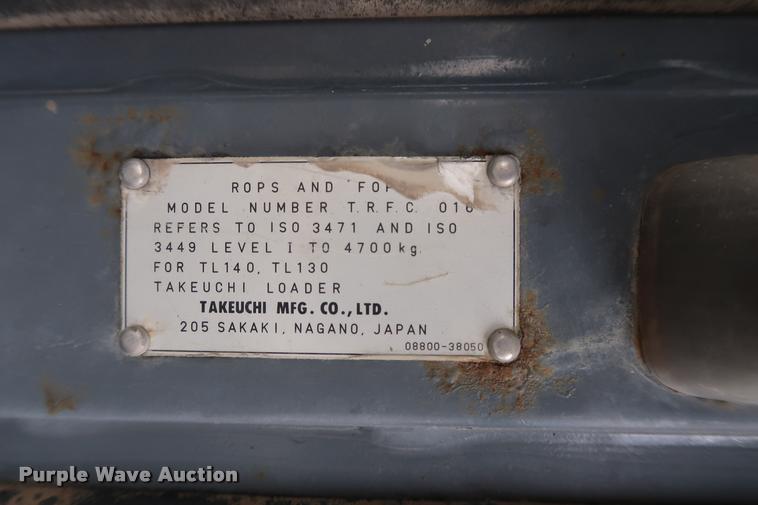 ROPS AND
MODEL NUMBER T.R.F.C. 016
REFERS TO ISO 3471 AND ISO
3449 LEVEL I TO 4700kg.
FOR TL140, TL130
TAKEUCHI LOADER
TAKEUCHI MFG. CO., LTD.
205 SAKAKI, NAGANO, JAPAN
08800-38050
Purple Wave Auction